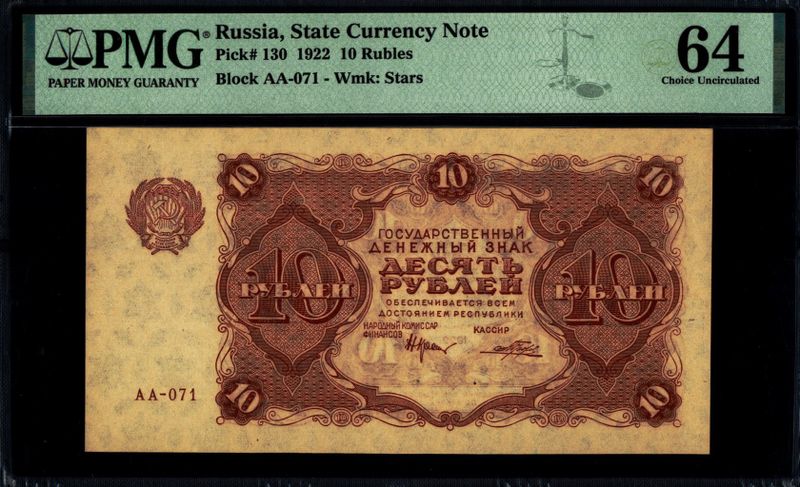 PMG®
PAPER MONEY GUARANTY
Russia, State Currency Note
Pick# 130 1922 10 Rubles
Block AA-071 - Wmk: Stars
64
Choice Uncirculated
10
10
10
ГОСУДАРСТВЕННЫЙ
ДЕНЕЖНЫЙ ЗНАК
ДЕСЯТЬ
РУБЛЕЙ
ОБЕСПЕЧИВАЕТСЯ ВСЕМ
ДОСТОЯНИЕМ РЕСПУБЛИКИ
НАРОДНЫЙ КОМИССАР
ФИНАНСОВ
КАССИР
10
РУБЛЕЙ
10
РУБЛЕЙ
10
АА-071
10
10